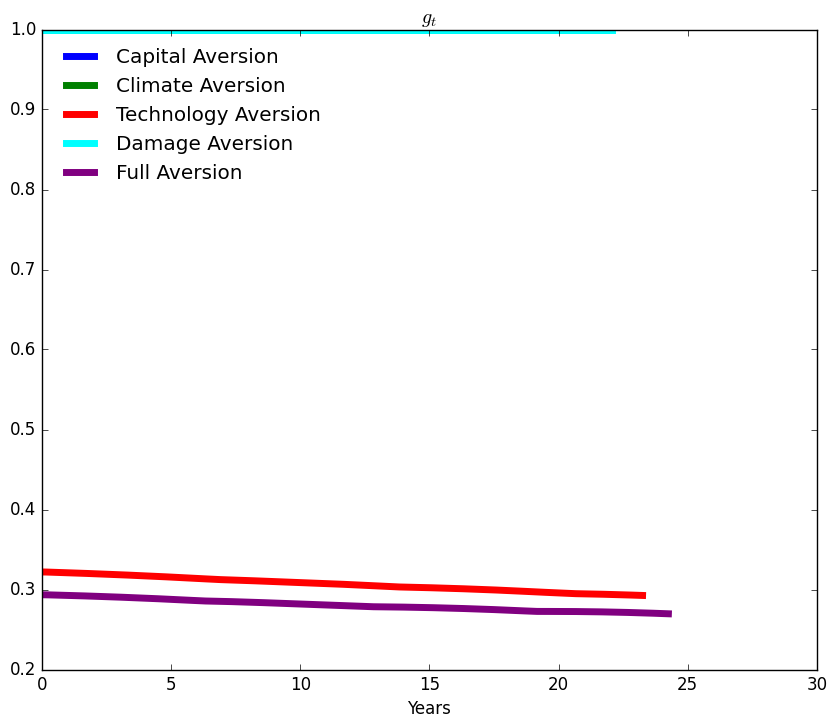 g_t
1.0
Capital Aversion
Climate Aversion
0.9
Technology Aversion
Damage Aversion
Full Aversion
0.8
0.7
0.6
0.5
0.4
0.3
0.2
0 5 10 15 20 25 30
Years